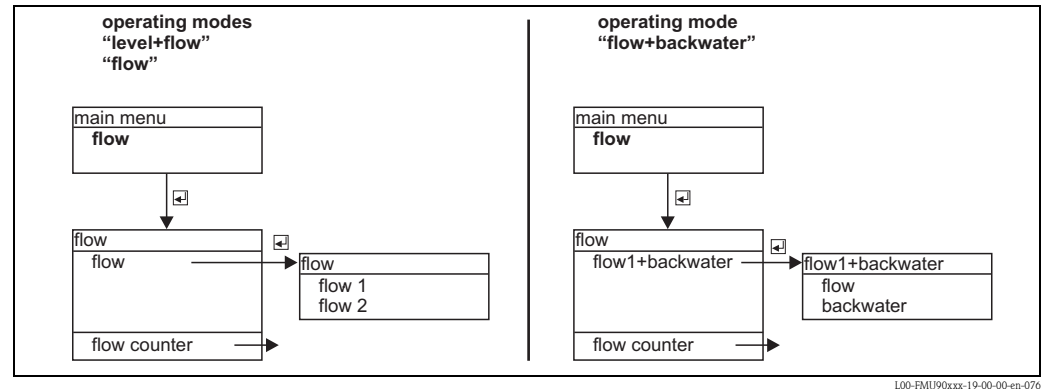 operating modes
“level+flow”
“flow”
main menu
flow
flow
flow
flow counter
flow
flow 1
flow 2
operating mode
“flow+backwater”
main menu
flow
flow
flow1+backwater
flow counter
flow1+backwater
flow
backwater
L00-FMU90xxx-19-00-00-en-076